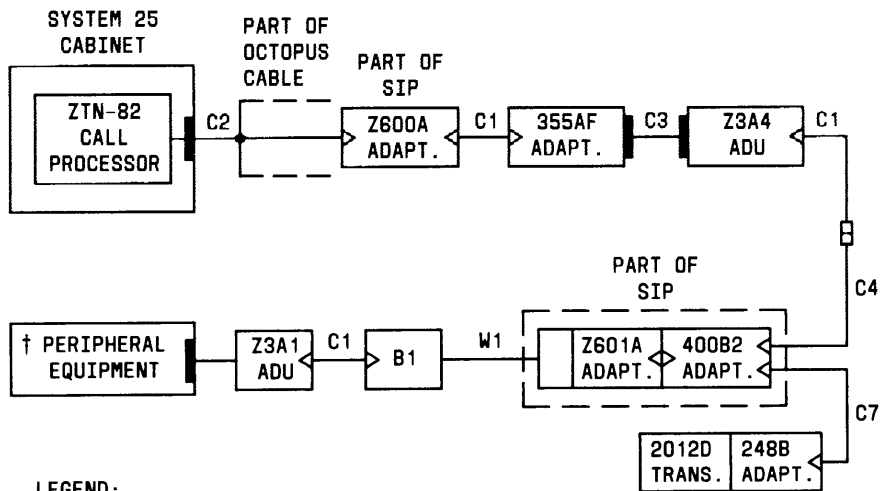 SYSTEM 25
CABINET
PART OF
OCTOPUS
CABLE
PART OF
SIP
ZTN-82
CALL
PROCESSOR
C2
Z600A
ADAPT.
C1
355AF
ADAPT.
C3
Z3A4
ADU
C1
C4
PART OF
SIP
† PERIPHERAL
EQUIPMENT
Z3A1
ADU
C1
B1
W1
Z601A
ADAPT.
400B2
ADAPT.
C7
2012D
TRANS.
248B
ADAPT.
LEGEND: